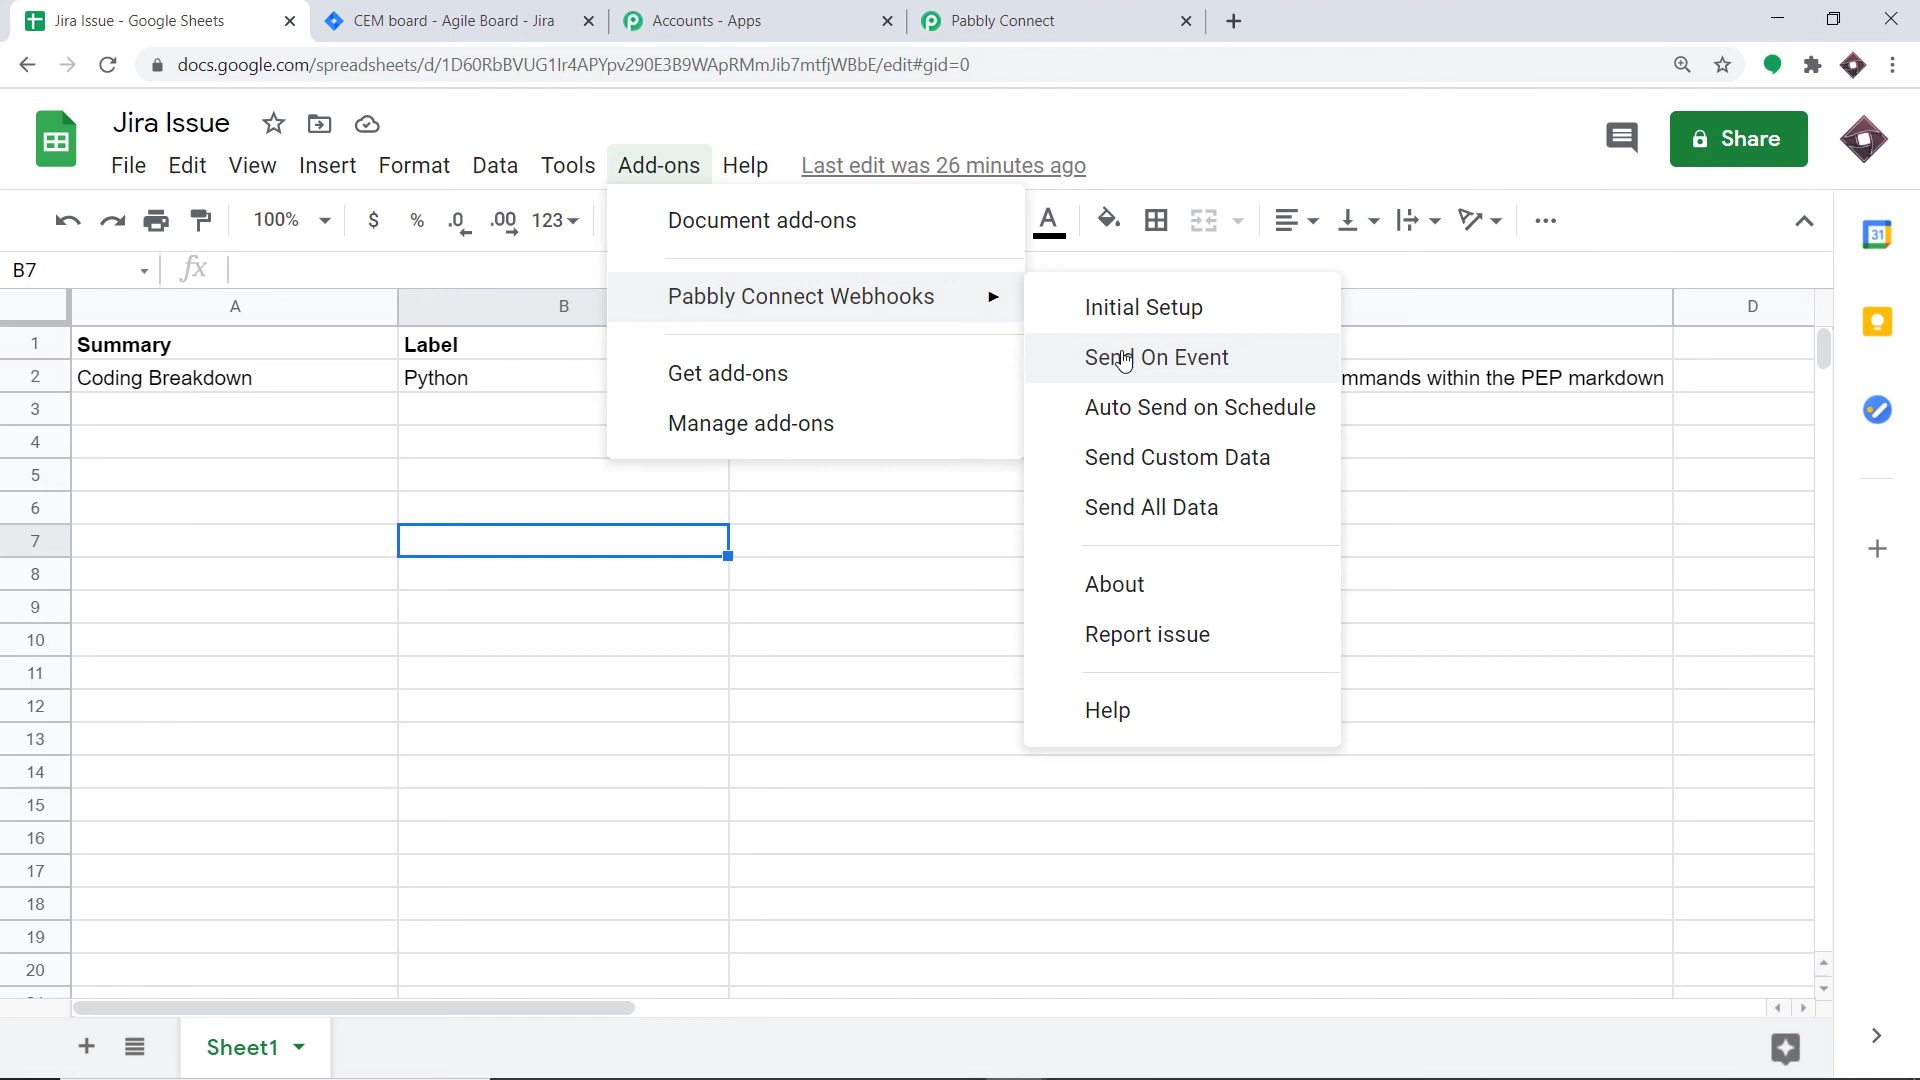 Jira Issue - Google Sheets
CEM board - Agile Board - Jira
Accounts - Apps
Pabbly Connect
docs.google.com/spreadsheets/d/1D60RbBVUG1Ir4APYpv290E3B9WApRMmJib7mtfjWBbE/edit#gid=0
Jira Issue
Share
File Edit View Insert Format Data Tools Add-ons Help Last edit was 26 minutes ago
100% $ % .0 .00 123 A
Document add-ons
31
B7 fx
Pabbly Connect Webhooks
Get add-ons
Manage add-ons
Initial Setup
Send On Event
Auto Send on Schedule
Send Custom Data
Send All Data
About
Report issue
Help
A B D
1 Summary Label
2 Coding Breakdown Python mmands within the PEP markdown
3
4
5
6
7
8
9
10
11
12
13
14
15
16
17
18
19
20
Sheet1